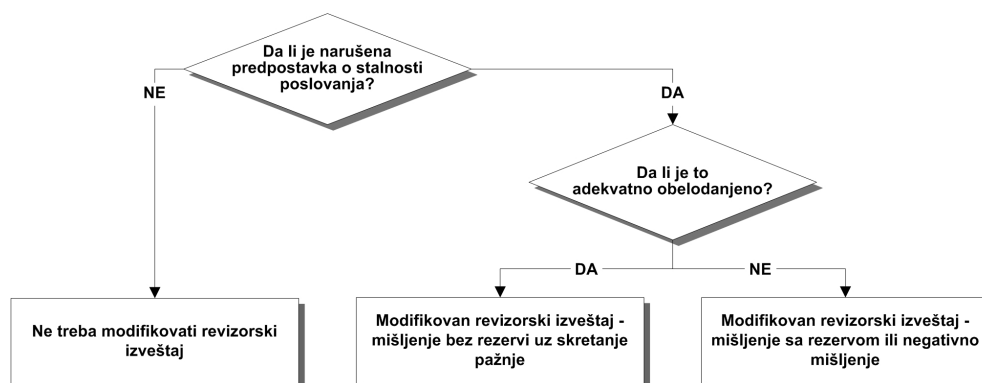 Da li je narušena
predpostavka o stalnosti
poslovanja?
NE
DA
Da li je to
adekvatno obelodanjeno?
DA
NE
Ne treba modifikovati revizorski
izveštaj
Modifikovan revizorski izveštaj -
mišljenje bez rezervi uz skretanje
pažnje
Modifikovan revizorski izveštaj -
mišljenje sa rezervom ili negativno
mišljenje